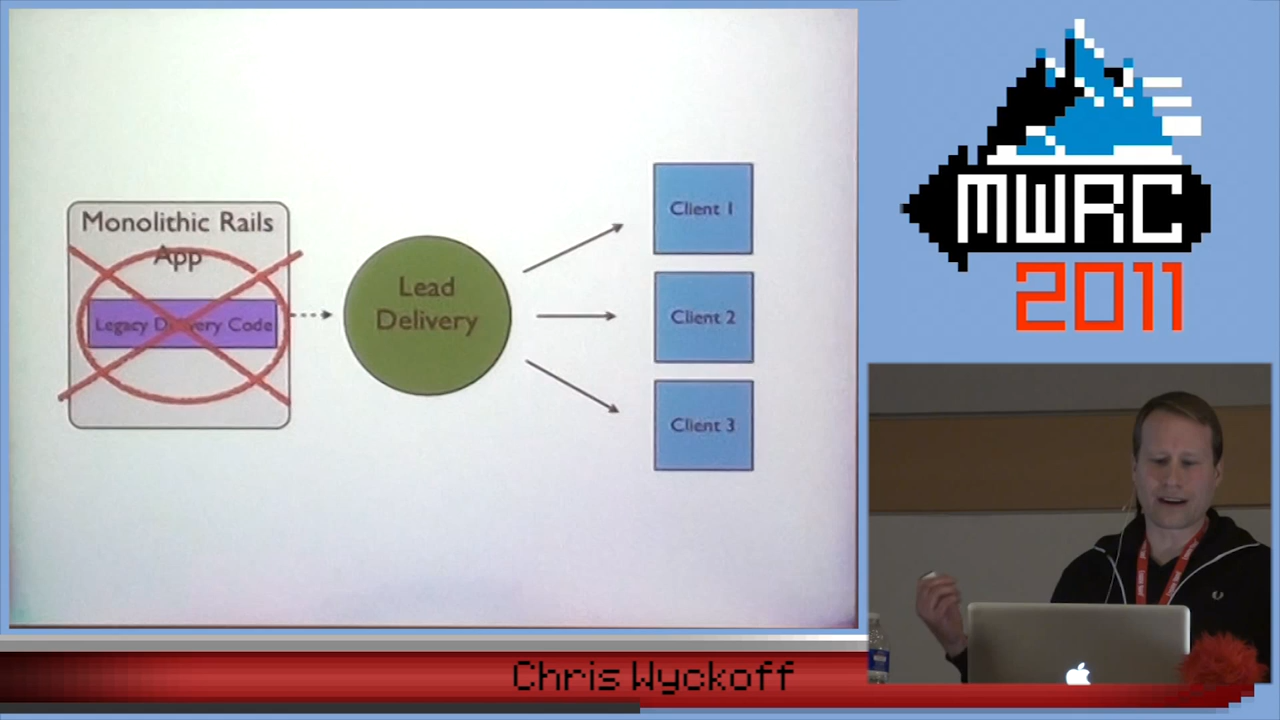 Monolithic Rails
App
Legacy Delivery Code
Lead
Delivery
Client 1
Client 2
Client 3
MWRC
2011
Chris Wyckoff